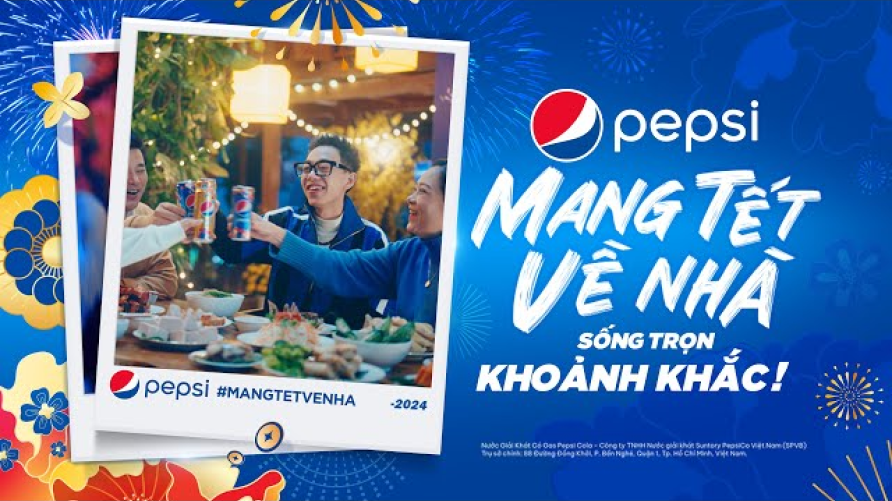 pepsi
MANG TẾT
VỀ NHÀ
SỐNG TRỌN
KHOẢNH KHẮC!
pepsi #MANGTETVENHA -2024
Nước Giải Khát Có Gas Pepsi Cola - Công ty TNHH Nước giải khát Suntory PepsiCo Việt Nam (SPVB)
Trụ sở chính: 88 Đường Đồng Khởi, P. Bến Nghé, Quận 1, Tp. Hồ Chí Minh, Việt Nam.